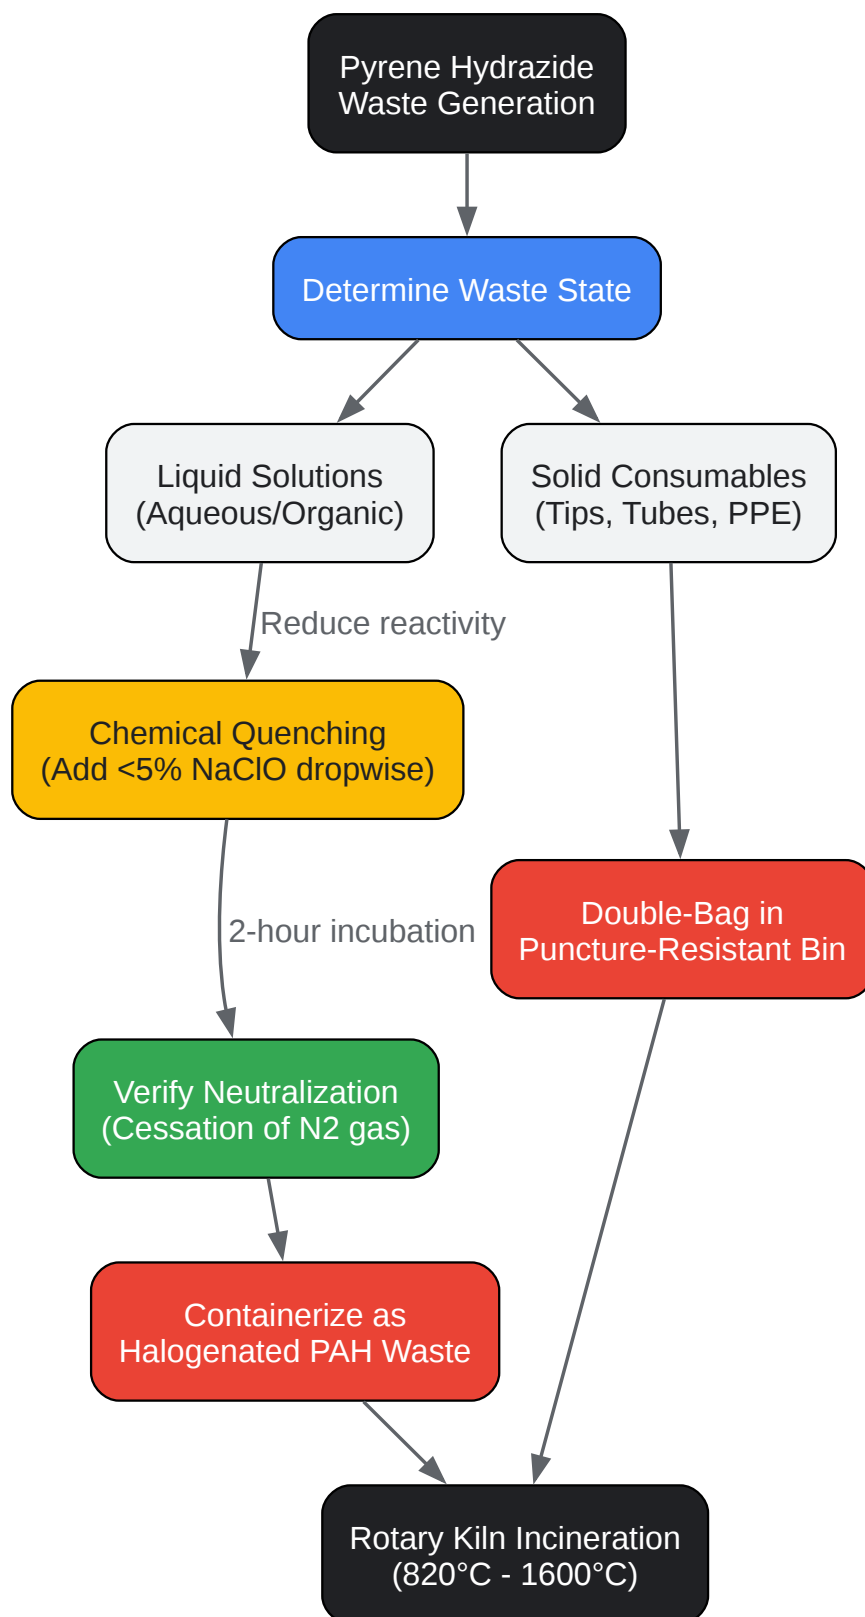 Pyrene Hydrazide
Waste Generation
Determine Waste State
Liquid Solutions
(Aqueous/Organic)
Solid Consumables
(Tips, Tubes, PPE)
Reduce reactivity
Chemical Quenching
(Add <5% NaClO dropwise)
2-hour incubation
Double-Bag in
Puncture-Resistant Bin
Verify Neutralization
(Cessation of N2 gas)
Containerize as
Halogenated PAH Waste
Rotary Kiln Incineration
(820°C - 1600°C)